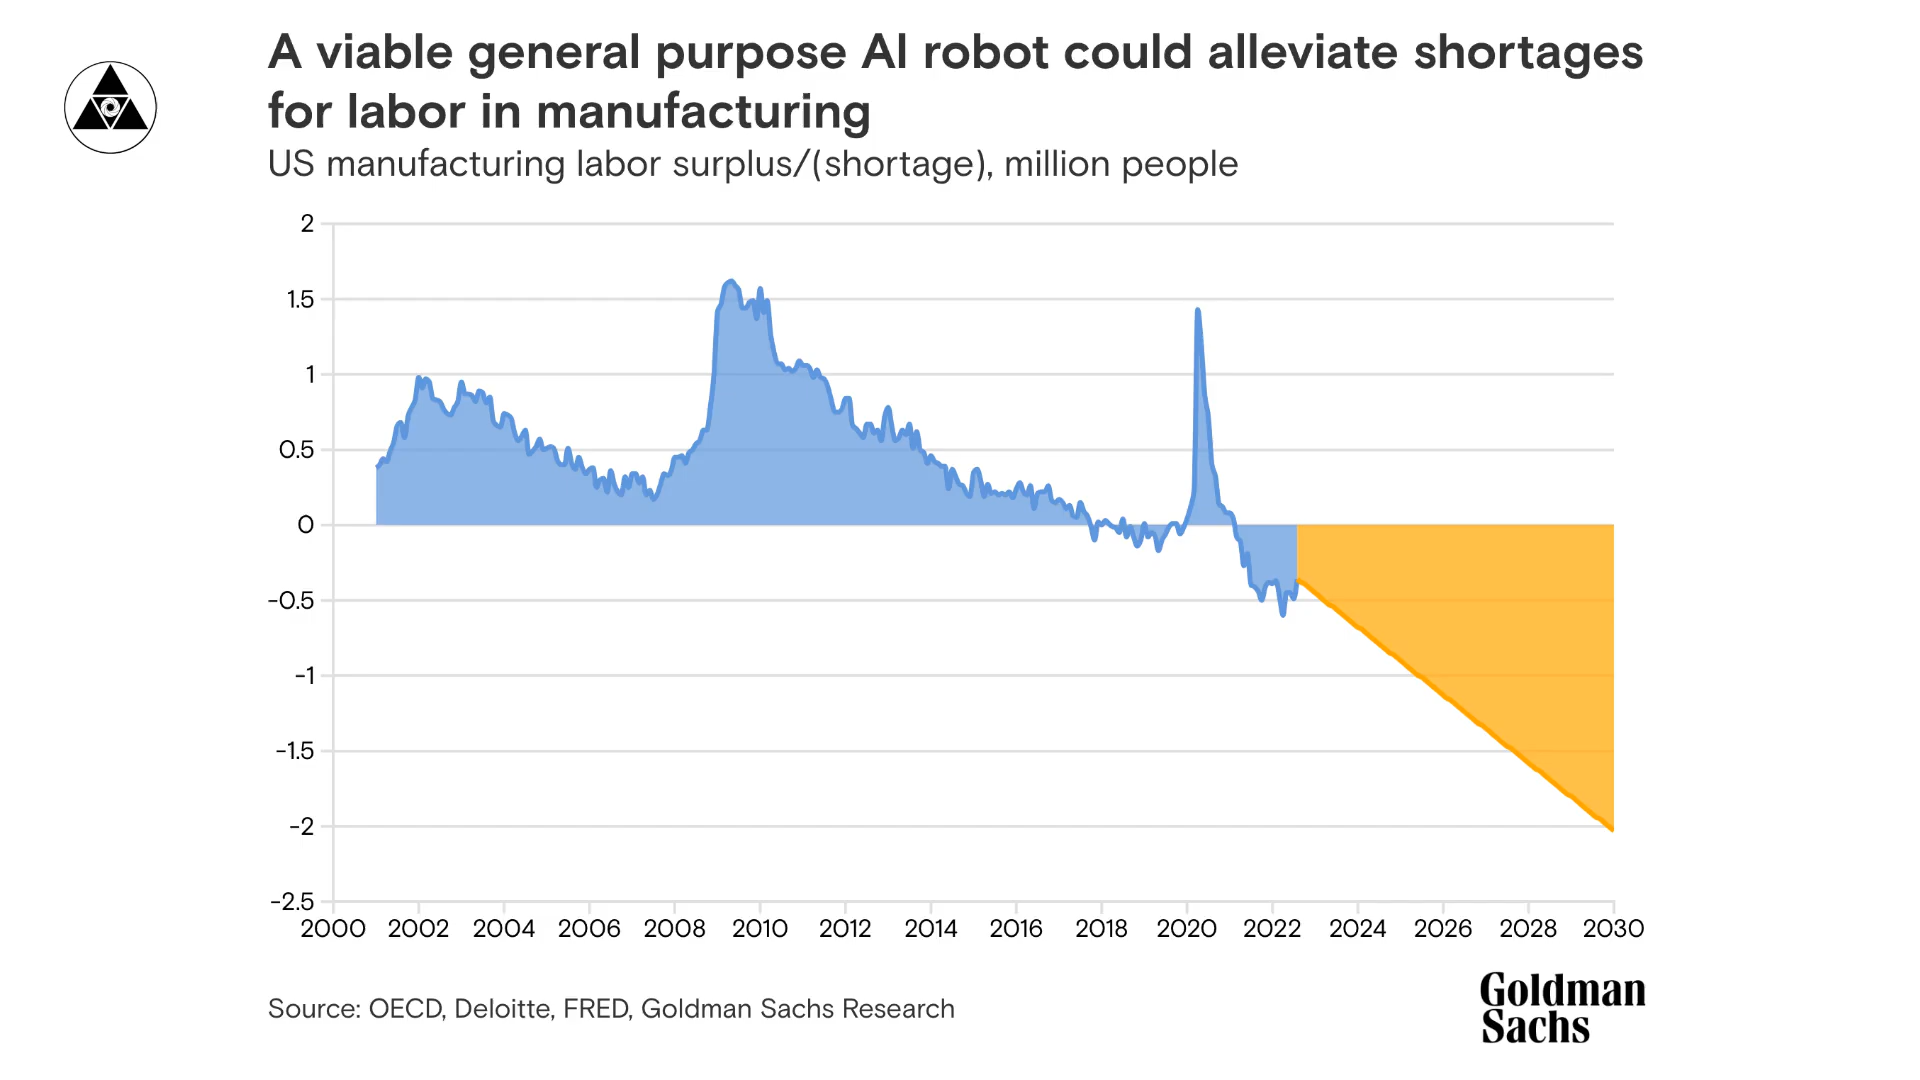 A viable general purpose AI robot could alleviate shortages
for labor in manufacturing
US manufacturing labor surplus/(shortage), million people
2
1.5
1
0.5
0
-0.5
-1
-1.5
-2
-2.5
2000 2002 2004 2006 2008 2010 2012 2014 2016 2018 2020 2022 2024 2026 2028 2030
Source: OECD, Deloitte, FRED, Goldman Sachs Research
Goldman
Sachs